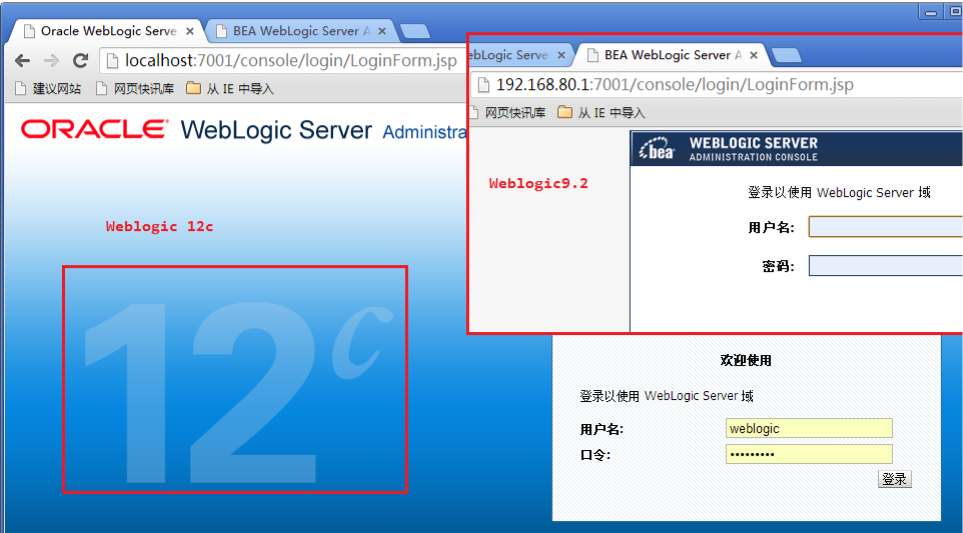 Oracle WebLogic Serve
BEA WebLogic Server A
localhost:7001/console/login/LoginForm.jsp
建议网站
网页快讯库
从 IE 中导入
ORACLE WebLogic Server Administra
Weblogic 12c
12c
ebLogic Serve
BEA WebLogic Server A
192.168.80.1:7001/console/login/LoginForm.jsp
网页快讯库
从 IE 中导入
bea
WEBLOGIC SERVER
ADMINISTRATION CONSOLE
Weblogic9.2
登录以使用 WebLogic Server 域
用户名:
密码:
欢迎使用
登录以使用 WebLogic Server 域
用户名:
weblogic
口令:
•••••••••
登录